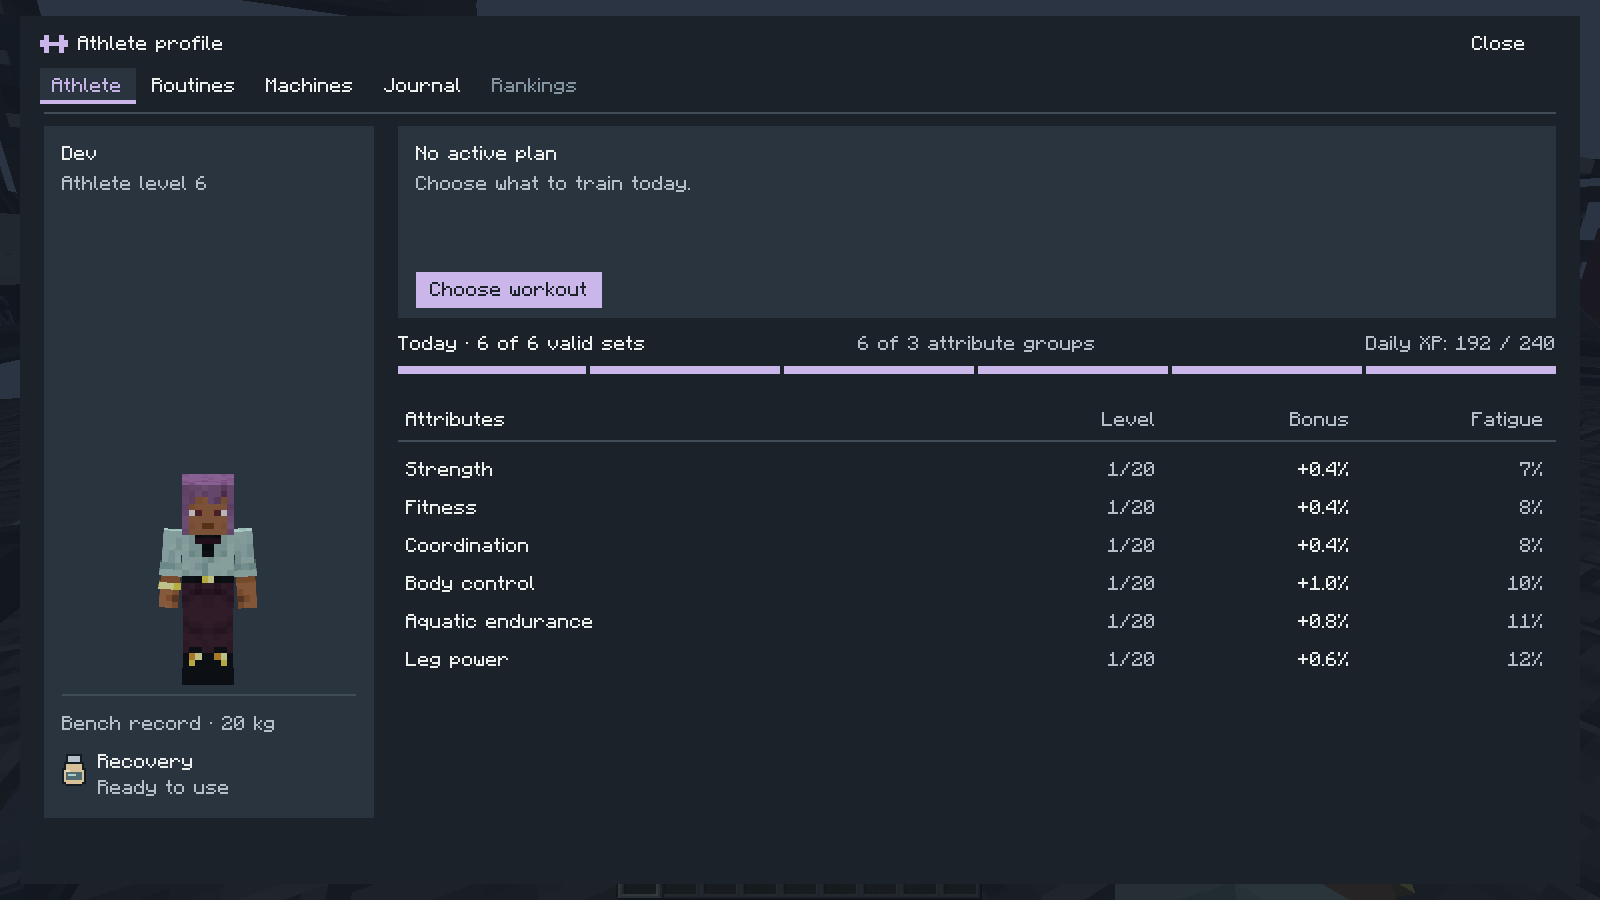 Athlete profile
Close
Athlete Routines Machines Journal Rankings
Dev
Athlete level 6
Bench record · 20 kg
Recovery
Ready to use
No active plan
Choose what to train today.
Choose workout
Today · 6 of 6 valid sets 6 of 3 attribute groups Daily XP: 192 / 240
Attributes Level Bonus Fatigue
Strength 1/20 +0.4% 7%
Fitness 1/20 +0.4% 8%
Coordination 1/20 +0.4% 8%
Body control 1/20 +1.0% 10%
Aquatic endurance 1/20 +0.8% 11%
Leg power 1/20 +0.6% 12%